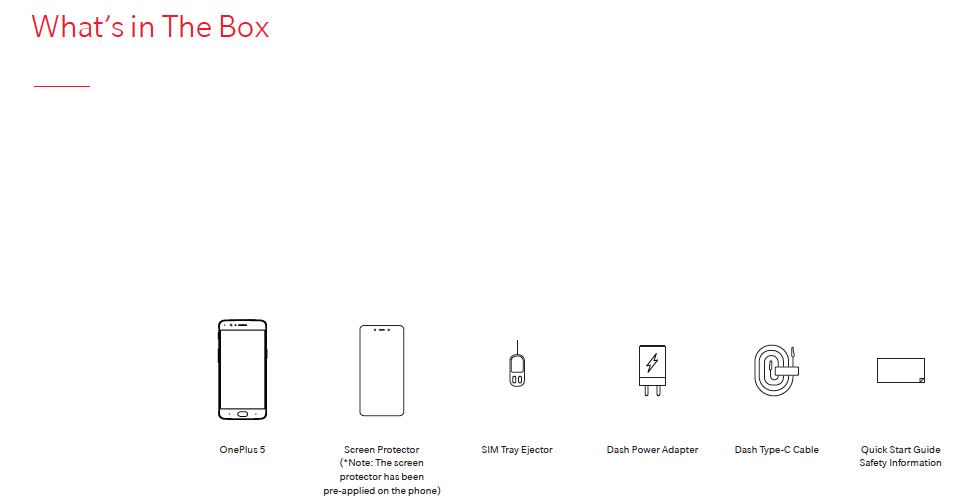 What's in The Box
OnePlus 5
Screen Protector
(*Note: The screen
protector has been
pre-applied on the phone)
SIM Tray Ejector
Dash Power Adapter
Dash Type-C Cable
Quick Start Guide
Safety Information